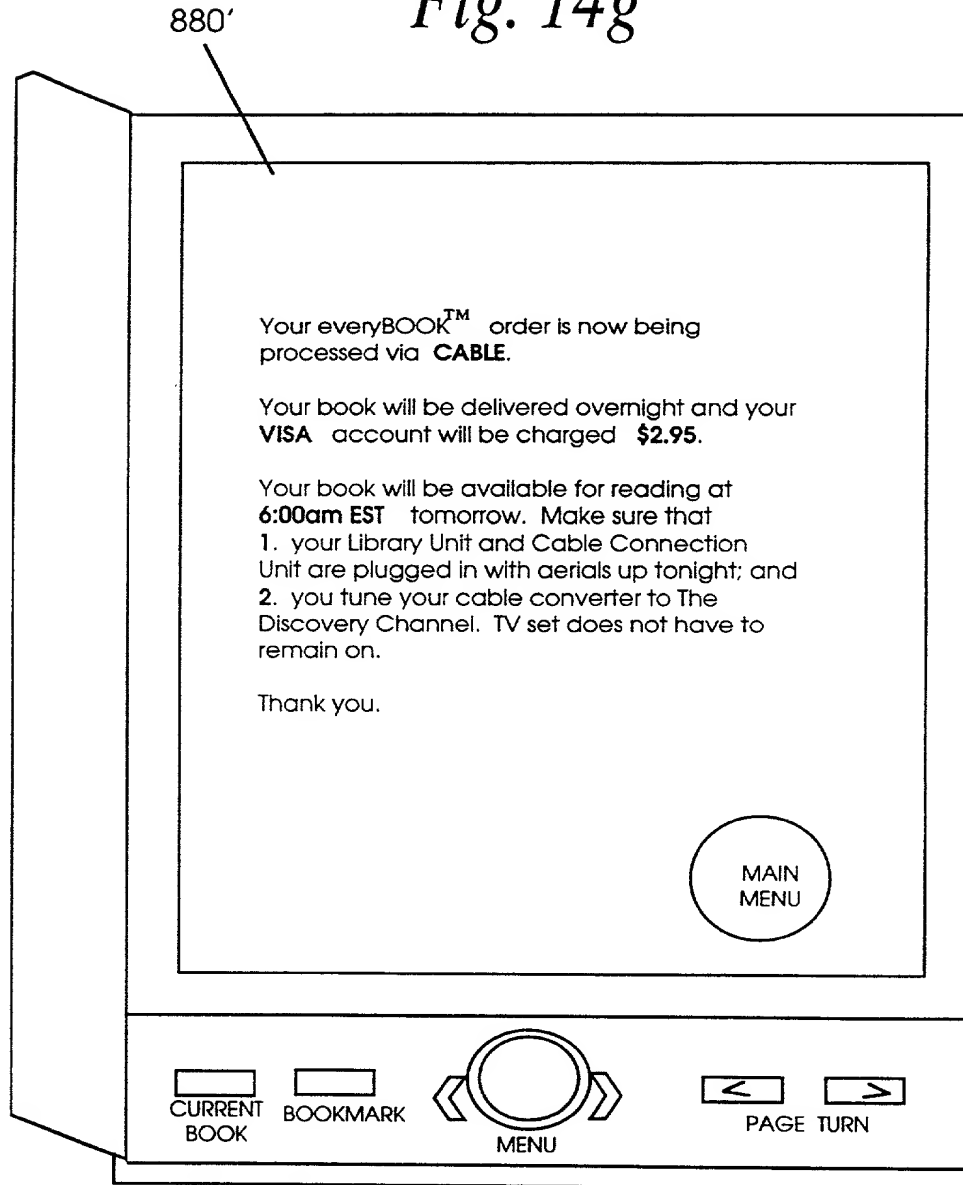 Fig. 14g
880′
Your everyBOOK™ order is now being
processed via CABLE.
Your book will be delivered overnight and your
VISA account will be charged $2.95.
Your book will be available for reading at
6:00am EST tomorrow. Make sure that
1. your Library Unit and Cable Connection
Unit are plugged in with aerials up tonight; and
2. you tune your cable converter to The
Discovery Channel. TV set does not have to
remain on.
Thank you.
MAIN
MENU
CURRENT
BOOK
BOOKMARK
MENU
< >
PAGE TURN